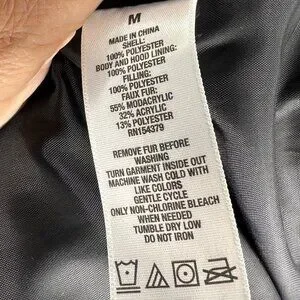 M
MADE IN CHINA
SHELL:
100% POLYESTER
BODY AND HOOD LINING:
100% POLYESTER
FILLING:
100% POLYESTER
FAUX FUR:
55% MODACRYLIC
32% ACRYLIC
13% POLYESTER
RN154379
REMOVE FUR BEFORE
WASHING
TURN GARMENT INSIDE OUT
MACHINE WASH COLD WITH
LIKE COLORS
GENTLE CYCLE
ONLY NON-CHLORINE BLEACH
WHEN NEEDED
TUMBLE DRY LOW
DO NOT IRON